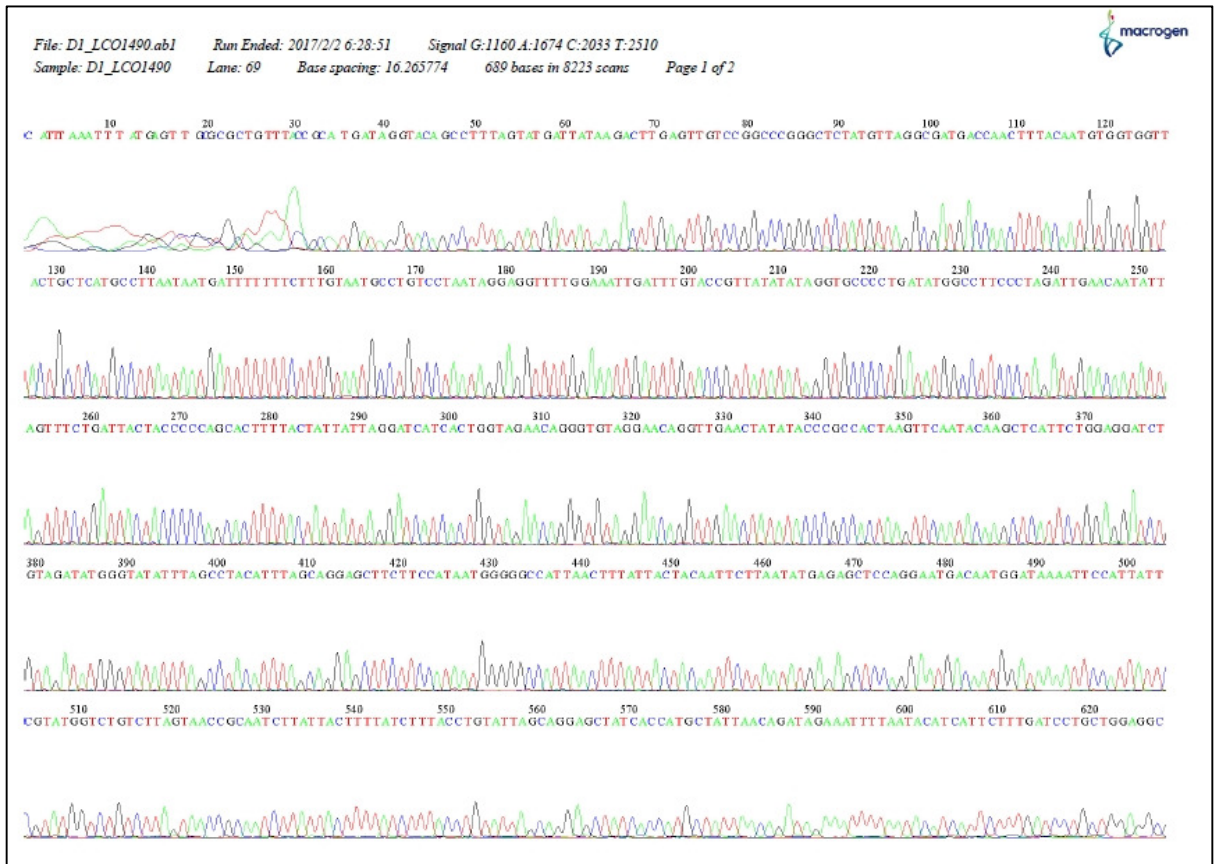 macrogen
File: D1_LCO1490.ab1 Run Ended: 2017/2/2 6:28:51 Signal G:1160 A:1674 C:2033 T:2510
Sample: D1_LCO1490 Lane: 69 Base spacing: 16.265774 689 bases in 8223 scans Page 1 of 2
10 20 30 40 50 60 70 80 90 100 110 120
C ATTTAAATTT ATGAGTT GCGCGCTGTTTACCGCA TGATAGGTACAGCCTTTAGTATGATTATAAGACTTGAGTTGTCCGGCCCGGGCTCTATGTTAGGCGATGACCAACTTTACAATGTGGTGGTT
130 140 150 160 170 180 190 200 210 220 230 240 250
ACTGCTCATGCCTTAATAATGATTTTTTTCTTTGTAATGCCTGTCCTAATAGGAGGTTTTGGAAATTGATTTGTACCGTTATATATAGGTGCCCCTGATATGGCCTTCCCTAGATTGAACAATATT
260 270 280 290 300 310 320 330 340 350 360 370
AGTTTCTGATTACTACCCCCAGCACTTTTACTATTATTAGGATCATCACTGGTAGAACAGGGTGTAGGAACAGGTTGAACTATATACCCGCCACTAAGTTCAATACAAGCTCATTCTGGAGGATCT
380 390 400 410 420 430 440 450 460 470 480 490 500
GTAGATATGGGTATATTTAGCCTACATTTAGCAGGAGCTTCTTCCATAATGGGGGCCATTAACTTTATTACTACAATTCTTAATATGAGAGCTCCAGGAATGACAATGGATAAAATTCCATTATT
510 520 530 540 550 560 570 580 590 600 610 620
CGTATGGTCTGTCTTAGTAACCGCAATCTTATTACTTTTATCTTTACCTGTATTAGCAGGAGCTATCACCATGCTATTAACAGATAGAAATTTTAATACATCATTCTTTGATCCTGCTGGAGGC